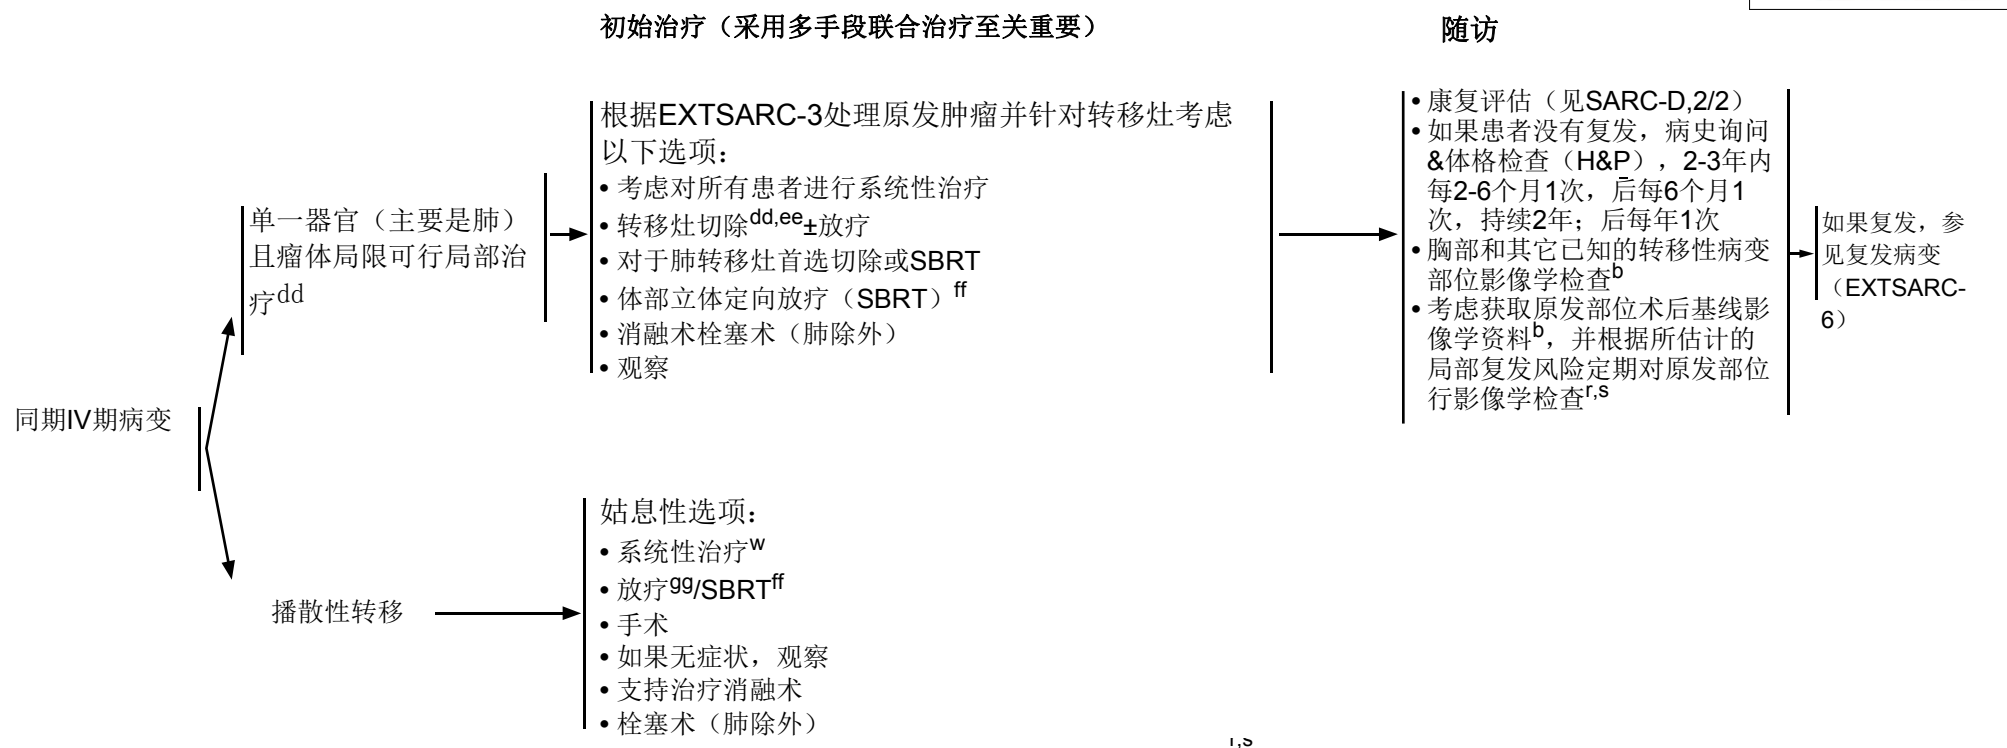 初始治疗（采用多手段联合治疗至关重要）
随访
同期IV期病变
单一器官（主要是肺）
且瘤体局限可行局部治
疗dd
根据EXTSARC-3处理原发肿瘤并针对转移灶考虑
以下选项：
• 考虑对所有患者进行系统性治疗
• 转移灶切除dd,ee±放疗
• 对于肺转移灶首选切除或SBRT
• 体部立体定向放疗（SBRT）ff
• 消融术栓塞术（肺除外）
• 观察
• 康复评估（见SARC-D,2/2）
• 如果患者没有复发，病史询问
&体格检查（H&P），2-3年内
每2-6个月1次，后每6个月1
次，持续2年；后每年1次
• 胸部和其它已知的转移性病变
部位影像学检查b
• 考虑获取原发部位术后基线影
像学资料b，并根据所估计的
局部复发风险定期对原发部位
行影像学检查r,s
如果复发，参
见复发病变
（EXTSARC-
6）
播散性转移
姑息性选项：
• 系统性治疗w
• 放疗gg/SBRTff
• 手术
• 如果无症状，观察
• 支持治疗消融术
• 栓塞术（肺除外）
r,s